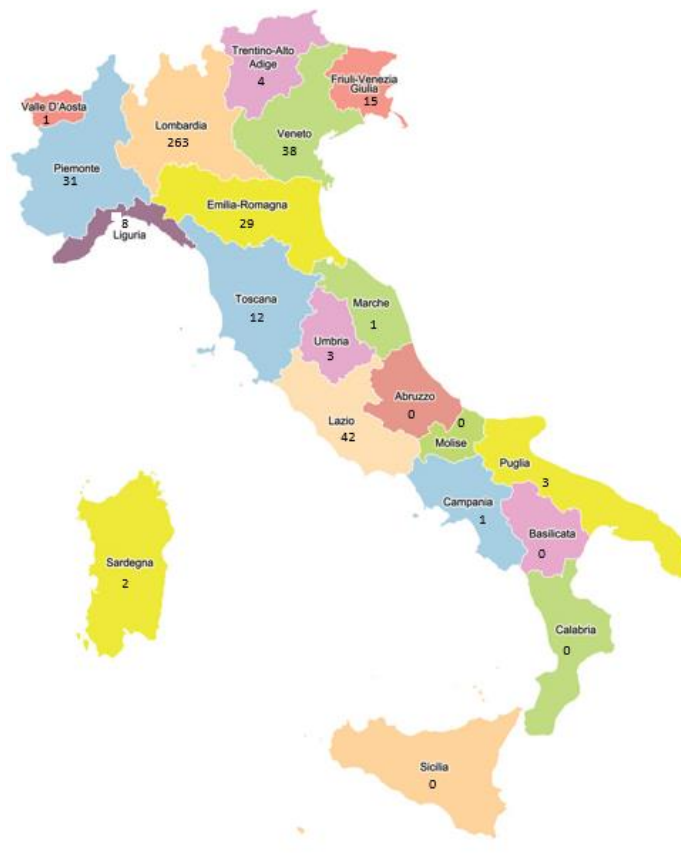 Trentino-Alto
Adige
4
Friuli-Venezia
Giulia
15
Valle D'Aosta
1
Lombardia
263
Veneto
38
Piemonte
31
Emilia-Romagna
29
8
Liguria
Toscana
12
Marche
1
Umbria
3
Abruzzo
0
Lazio
42
0
Molise
Puglia
3
Campania
1
Basilicata
0
Sardegna
2
Calabria
0
Sicilia
0